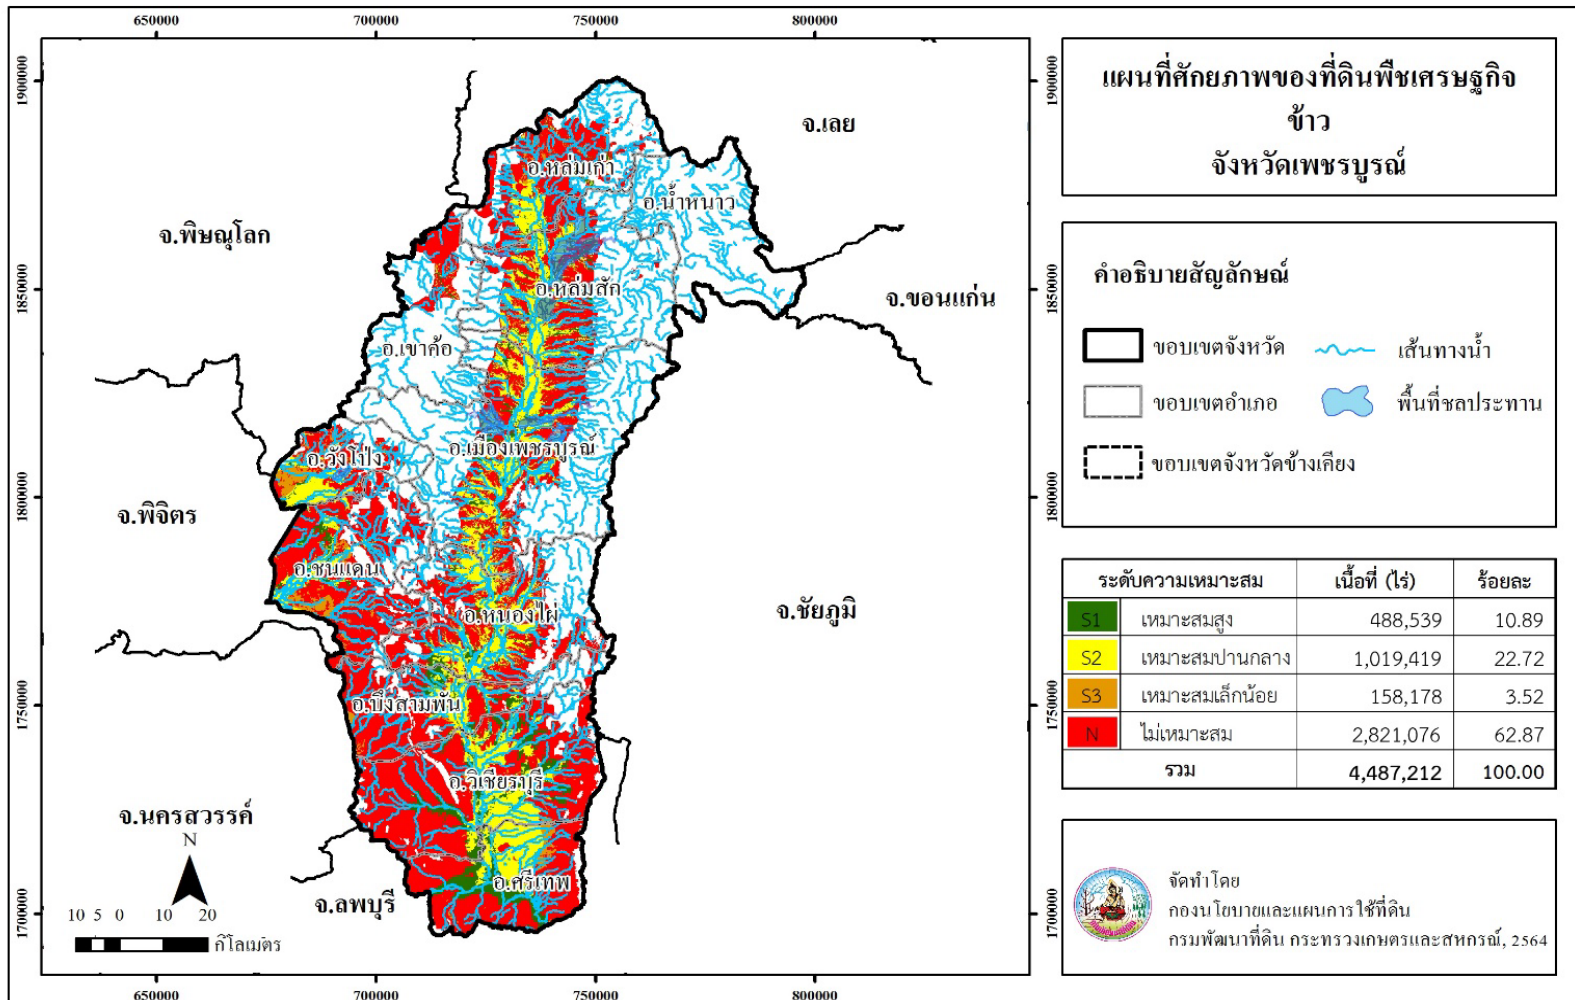 650000 700000 750000 800000
1900000
1850000
1800000
1750000
1700000
จ.เลย
จ.พิษณุโลก
จ.ขอนแก่น
จ.พิจิตร
จ.ชัยภูมิ
จ.นครสวรรค์
จ.ลพบุรี
อ.หล่มเก่า
อ.น้ำหนาว
อ.หล่มสัก
อ.เขาค้อ
อ.เมืองเพชรบูรณ์
อ.วังโป่ง
อ.ชนแดน
อ.หนองไผ่
อ.บึงสามพัน
อ.วิเชียรบุรี
อ.ศรีเทพ
N
10 5 0 10 20
กิโลเมตร
650000 700000 750000 800000
1900000
1850000
1800000
1750000
1700000
แผนที่ศักยภาพของที่ดินพืชเศรษฐกิจ
ข้าว
จังหวัดเพชรบูรณ์
คำอธิบายสัญลักษณ์
ขอบเขตจังหวัด เส้นทางน้ำ
ขอบเขตอำเภอ พื้นที่ชลประทาน
ขอบเขตจังหวัดข้างเคียง
ระดับความเหมาะสม เนื้อที่ (ไร่) ร้อยละ
S1 เหมาะสมสูง 488,539 10.89
S2 เหมาะสมปานกลาง 1,019,419 22.72
S3 เหมาะสมเล็กน้อย 158,178 3.52
N ไม่เหมาะสม 2,821,076 62.87
รวม 4,487,212 100.00
จัดทำโดย
กองนโยบายและแผนการใช้ที่ดิน
กรมพัฒนาที่ดิน กระทรวงเกษตรและสหกรณ์, 2564